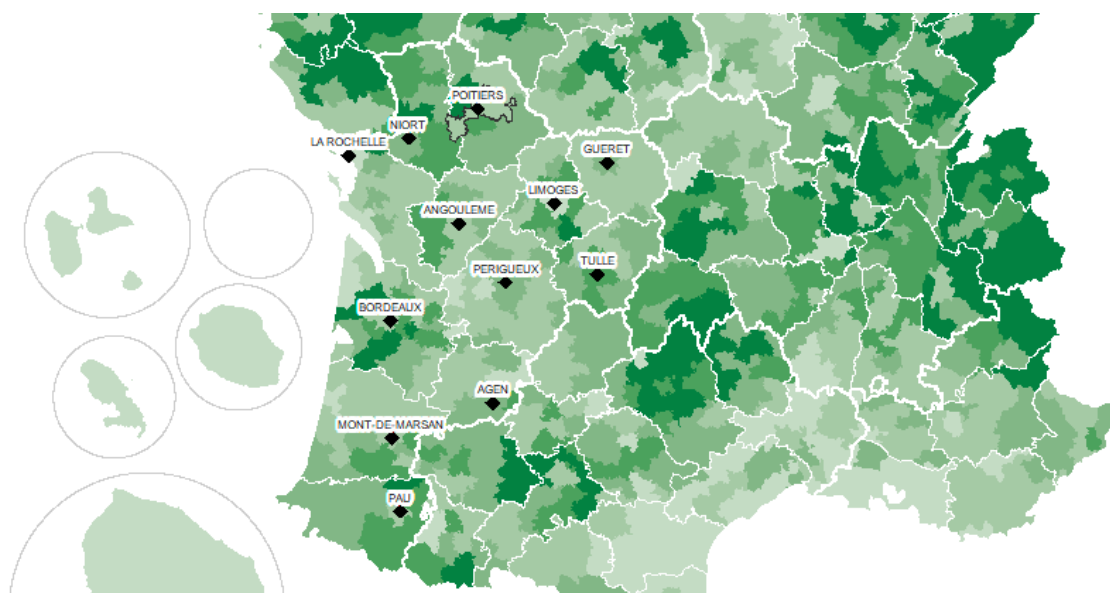 POITIERS
NIORT
LA ROCHELLE
GUERET
LIMOGES
ANGOULEME
TULLE
PERIGUEUX
BORDEAUX
AGEN
MONT-DE-MARSAN
PAU